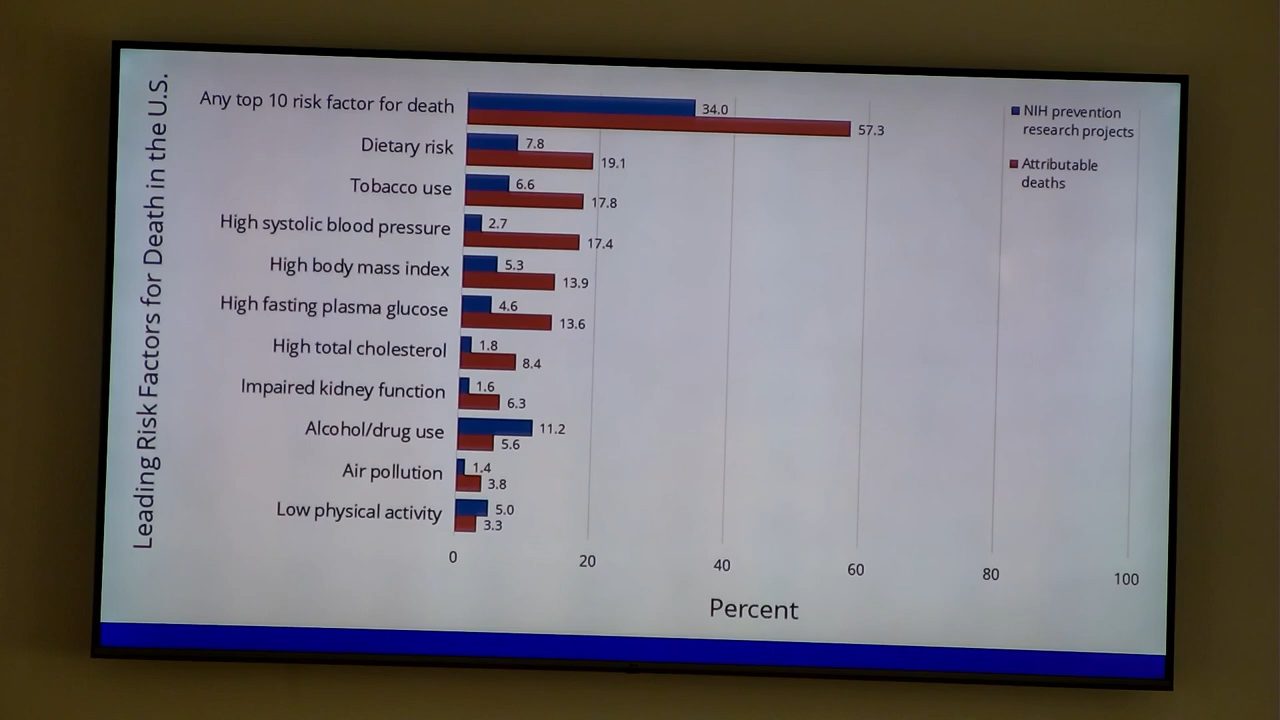 Leading Risk Factors for Death in the U.S.
Any top 10 risk factor for death
34.0
57.3
Dietary risk
7.8
19.1
Tobacco use
6.6
17.8
High systolic blood pressure
2.7
17.4
High body mass index
5.3
13.9
High fasting plasma glucose
4.6
13.6
High total cholesterol
1.8
8.4
Impaired kidney function
1.6
6.3
Alcohol/drug use
11.2
5.6
Air pollution
1.4
3.8
Low physical activity
5.0
3.3
NIH prevention
research projects
Attributable
deaths
0
20
40
60
80
100
Percent